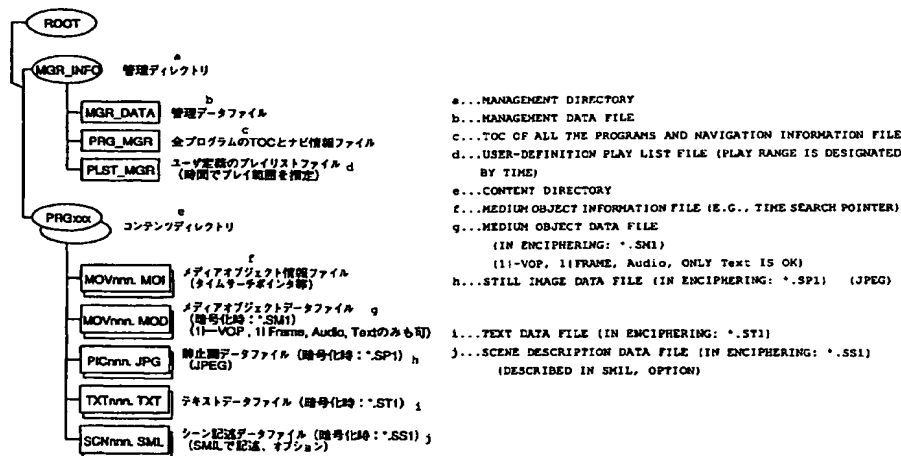 ROOT
a
MGR_INFO 管理ディレクトリ
b
MGR_DATA 管理データファイル
c
PRG_MGR 全プログラムのTOCとナビ情報ファイル
PLST_MGR ユーザ定義のプレイリストファイル d
(時間でプレイ範囲を指定)
e
PRGxxx コンテンツディレクトリ
f
MOVnnn. MOI メディアオブジェクト情報ファイル
(タイムサーチポインタ等)
MOVnnn. MOD メディアオブジェクトデータファイル g
(暗号化時：*.SM1)
(1I―VOP , 1I Frame, Audio, Textのみも可)
PICnnn. JPG 静止画データファイル (暗号化時：*.SP1) h
(JPEG)
TXTnnn. TXT テキストデータファイル (暗号化時：*.ST1) i
SCNnnn. SML シーン記述データファイル (暗号化時：*.SS1) j
(SMILで記述、オプション)
a...MANAGEMENT DIRECTORY
b...MANAGEMENT DATA FILE
c...TOC OF ALL THE PROGRAMS AND NAVIGATION INFORMATION FILE
d...USER-DEFINITION PLAY LIST FILE (PLAY RANGE IS DESIGNATED
BY TIME)
e...CONTENT DIRECTORY
f...MEDIUM OBJECT INFORMATION FILE (E.G., TIME SEARCH POINTER)
g...MEDIUM OBJECT DATA FILE
(IN ENCIPHERING: *.SM1)
(1I-VOP, 1IFRAME, Audio, ONLY Text IS OK)
h...STILL IMAGE DATA FILE (IN ENCIPHERING: *.SP1) (JPEG)
i...TEXT DATA FILE (IN ENCIPHERING: *.ST1)
j...SCENE DESCRIPTION DATA FILE (IN ENCIPHERING: *.SS1)
(DESCRIBED IN SMIL, OPTION)